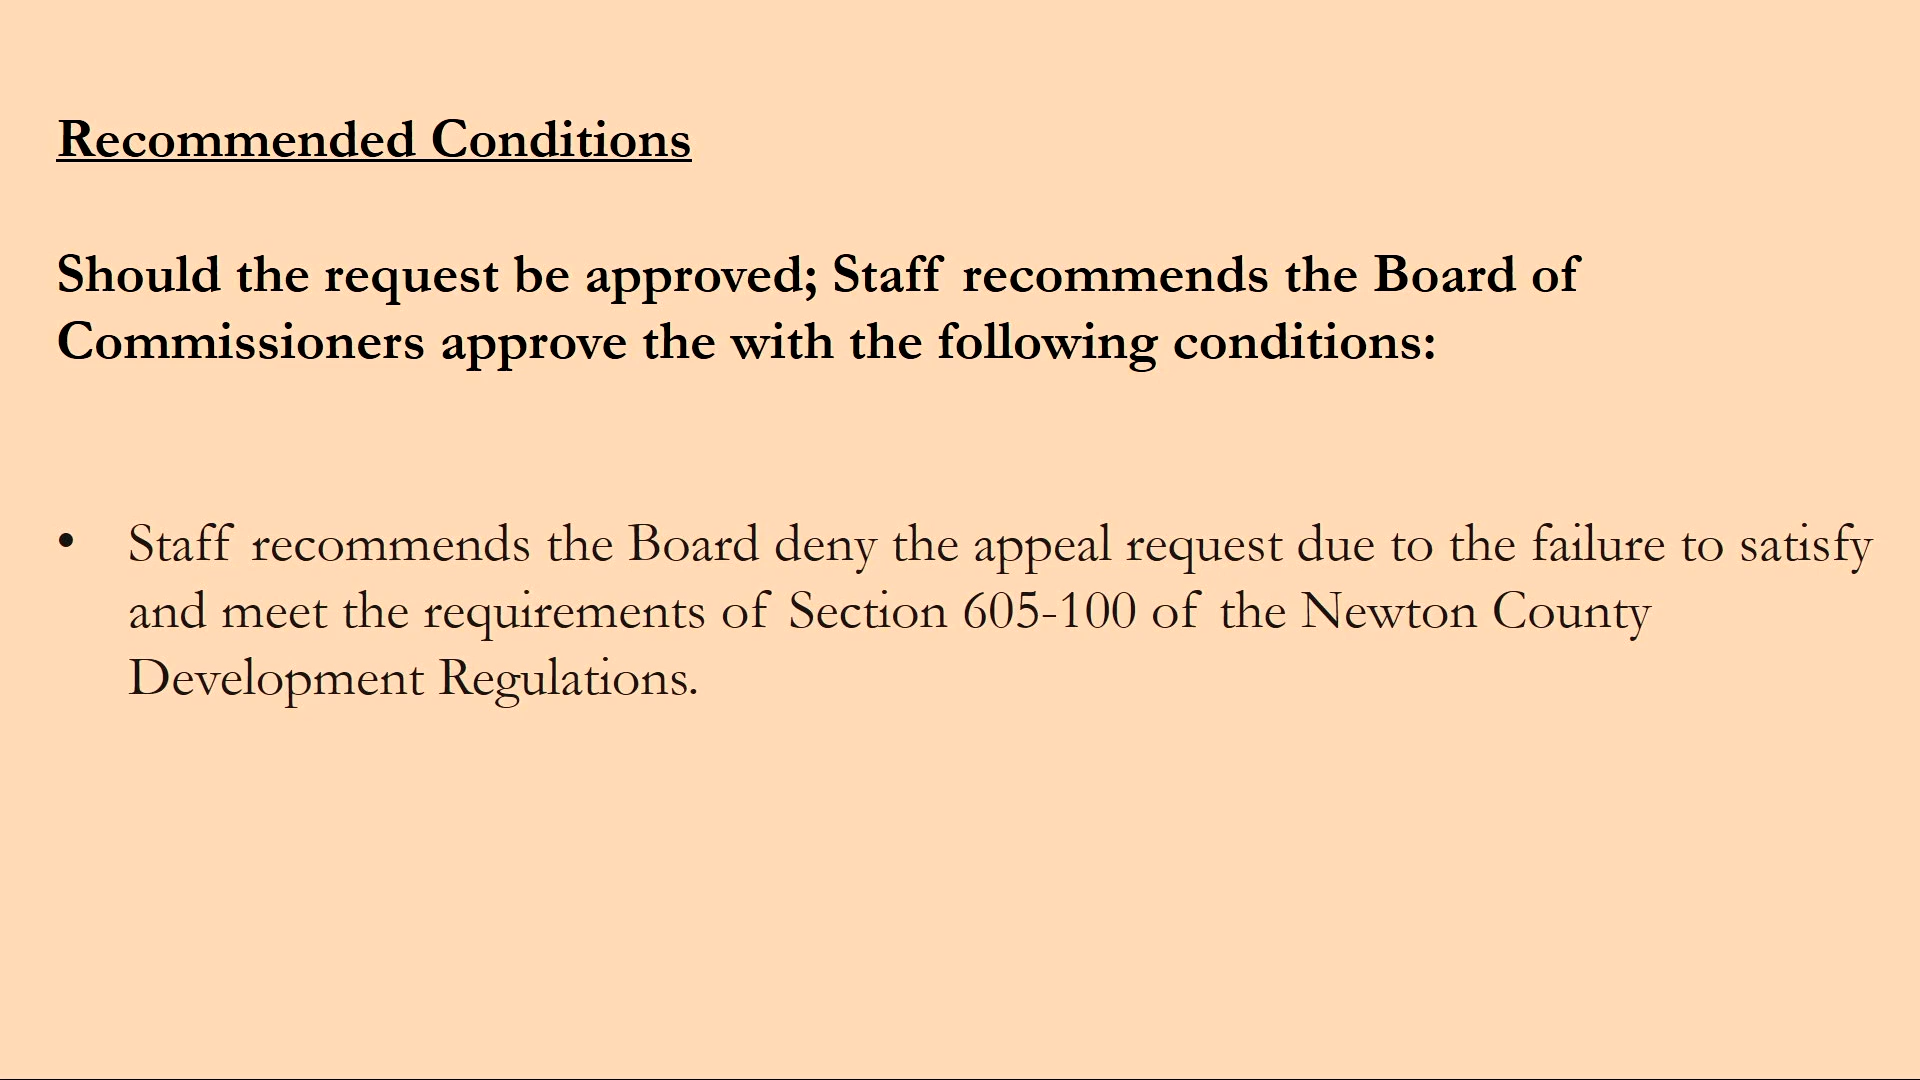 Recommended Conditions
Should the request be approved; Staff recommends the Board of
Commissioners approve the with the following conditions:
• Staff recommends the Board deny the appeal request due to the failure to satisfy
and meet the requirements of Section 605-100 of the Newton County
Development Regulations.